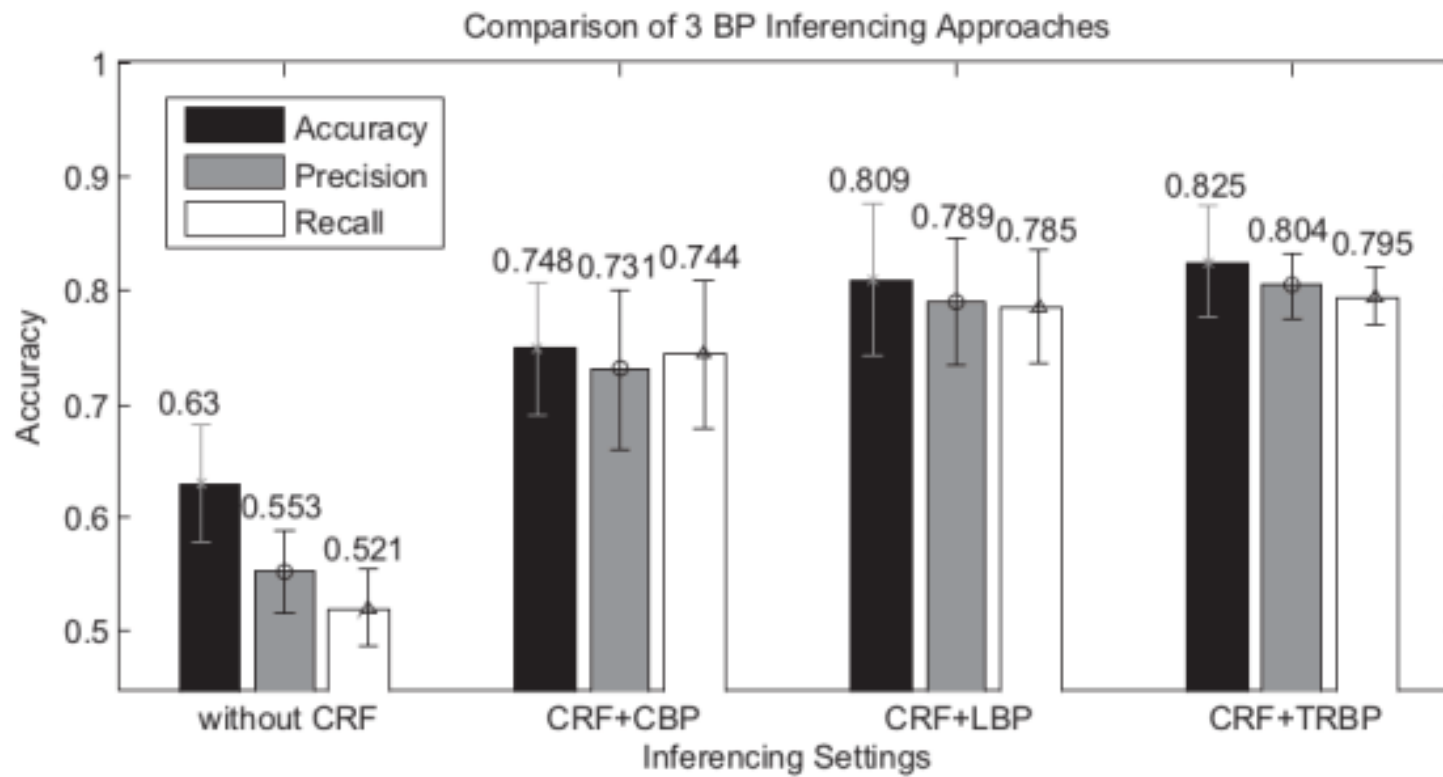 Comparison of 3 BP Inferencing Approaches
1
Accuracy
Precision
Recall
0.9
0.8
0.7
0.6
0.5
Accuracy
0.63
0.553
0.521
0.748
0.731
0.744
0.809
0.789
0.785
0.825
0.804
0.795
without CRF
CRF+CBP
CRF+LBP
CRF+TRBP
Inferencing Settings